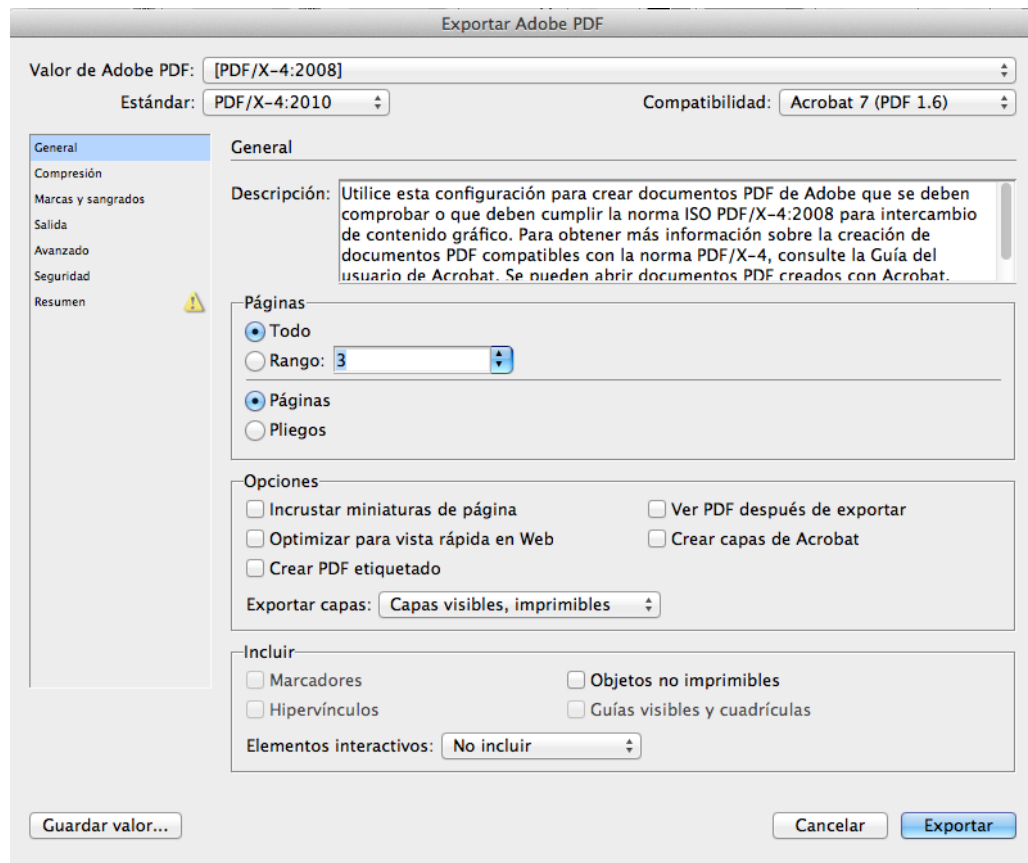 Exportar Adobe PDF
Valor de Adobe PDF: [PDF/X-4:2008]
Estándar: PDF/X-4:2010 Compatibilidad: Acrobat 7 (PDF 1.6)
General
Compresión
Marcas y sangrados
Salida
Avanzado
Seguridad
Resumen
General
Descripción: Utilice esta configuración para crear documentos PDF de Adobe que se deben
comprobar o que deben cumplir la norma ISO PDF/X-4:2008 para intercambio
de contenido gráfico. Para obtener más información sobre la creación de
documentos PDF compatibles con la norma PDF/X-4, consulte la Guía del
usuario de Acrobat. Se pueden abrir documentos PDF creados con Acrobat.
Páginas
Todo
Rango: 3
Páginas
Pliegos
Opciones
Incrustar miniaturas de página Ver PDF después de exportar
Optimizar para vista rápida en Web Crear capas de Acrobat
Crear PDF etiquetado
Exportar capas: Capas visibles, imprimibles
Incluir
Marcadores Objetos no imprimibles
Hipervínculos Guías visibles y cuadrículas
Elementos interactivos: No incluir
Guardar valor... Cancelar Exportar